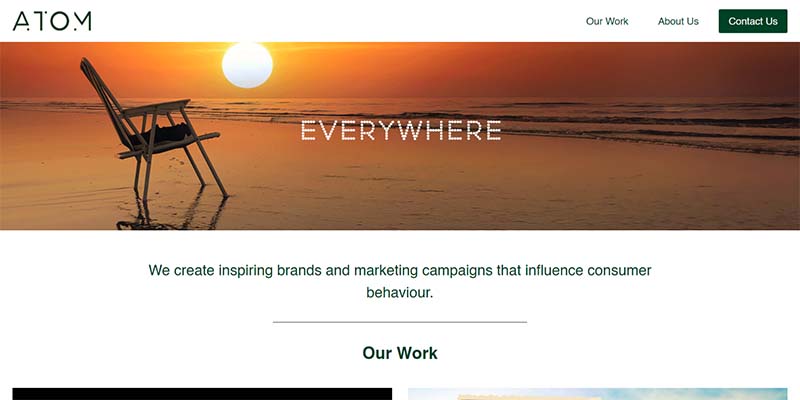 ATOM
Our Work
About Us
Contact Us
EVERYWHERE
We create inspiring brands and marketing campaigns that influence consumer
behaviour.
Our Work